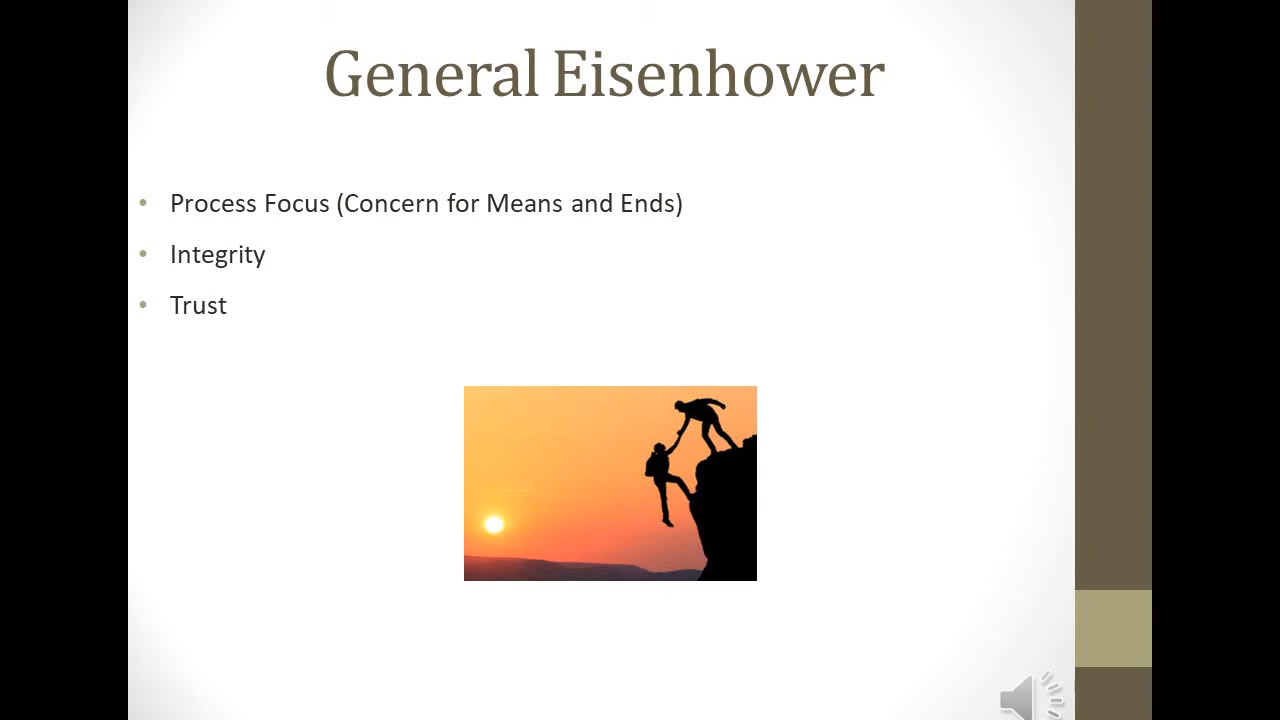 General Eisenhower
• Process Focus (Concern for Means and Ends)
• Integrity
• Trust